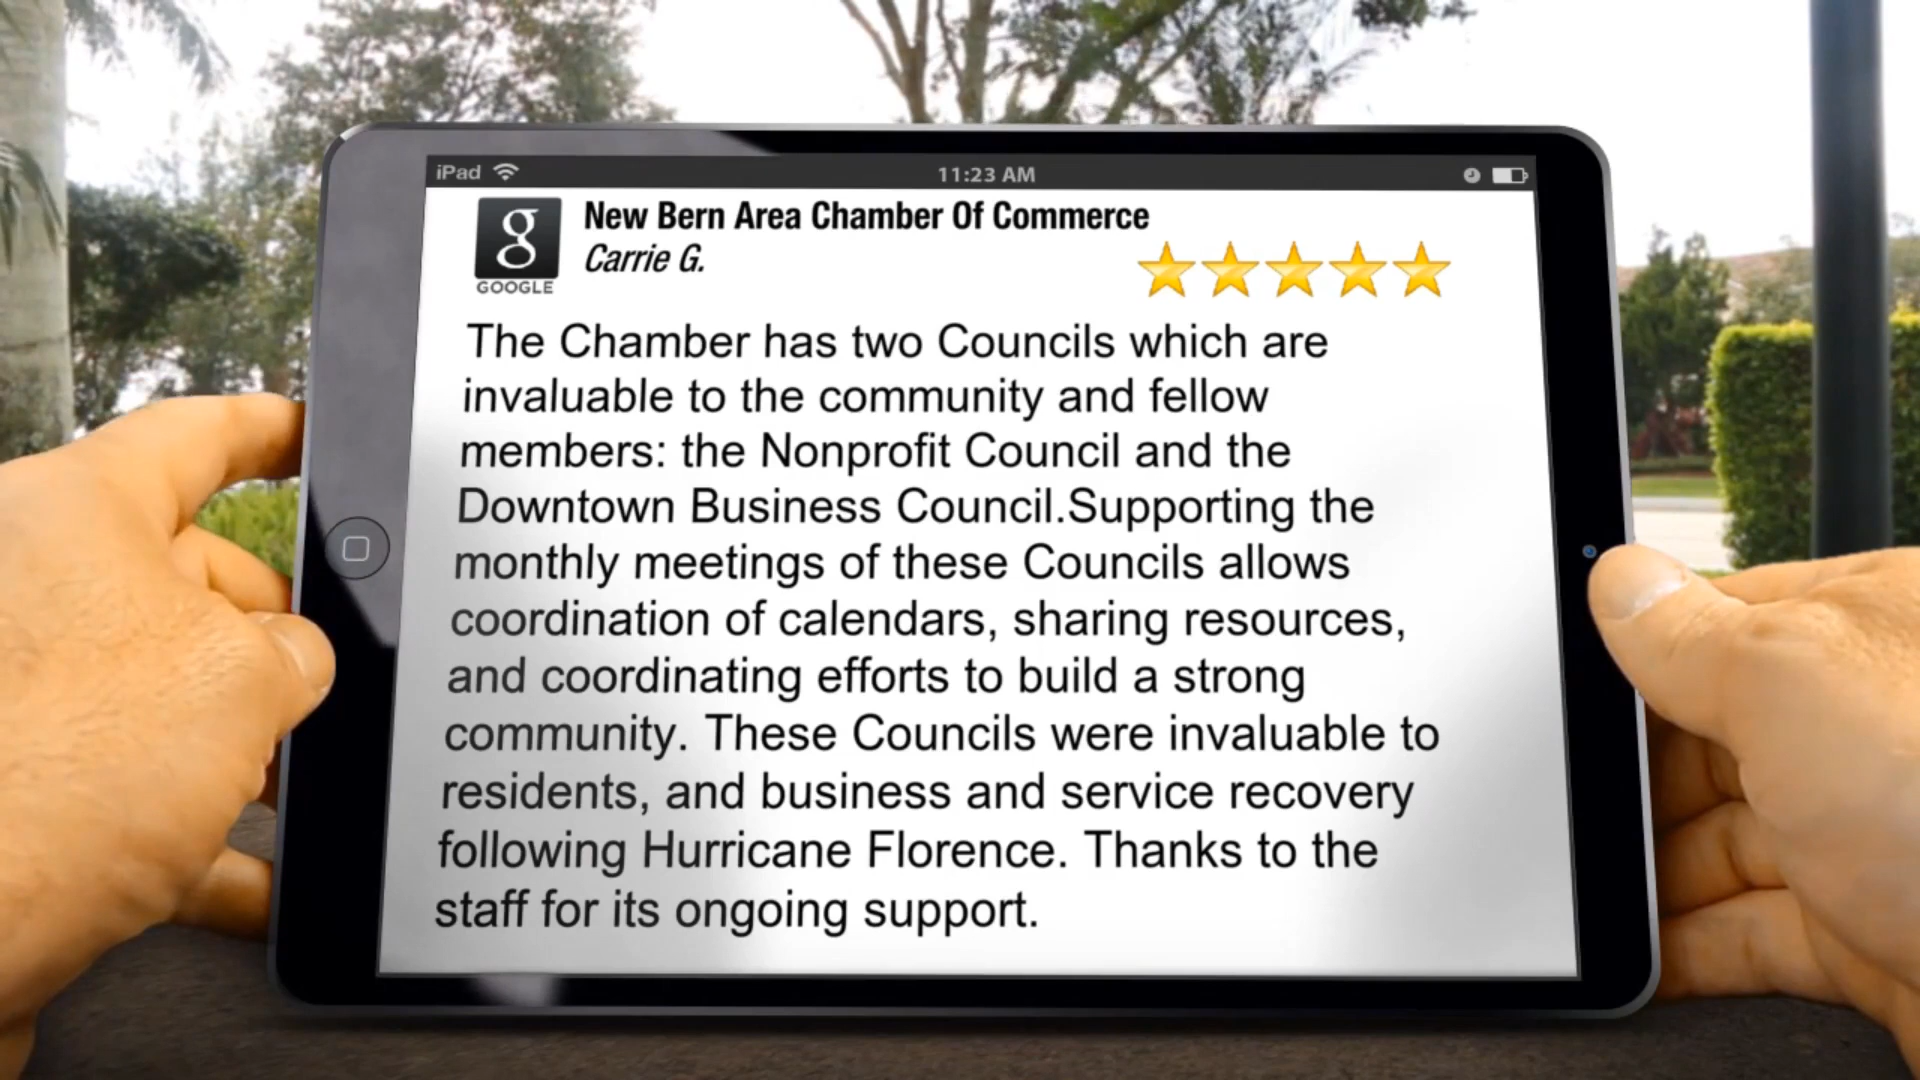 iPad
11:23 AM
g
GOOGLE
New Bern Area Chamber Of Commerce
Carrie G.
The Chamber has two Councils which are
invaluable to the community and fellow
members: the Nonprofit Council and the
Downtown Business Council.Supporting the
monthly meetings of these Councils allows
coordination of calendars, sharing resources,
and coordinating efforts to build a strong
community. These Councils were invaluable to
residents, and business and service recovery
following Hurricane Florence. Thanks to the
staff for its ongoing support.